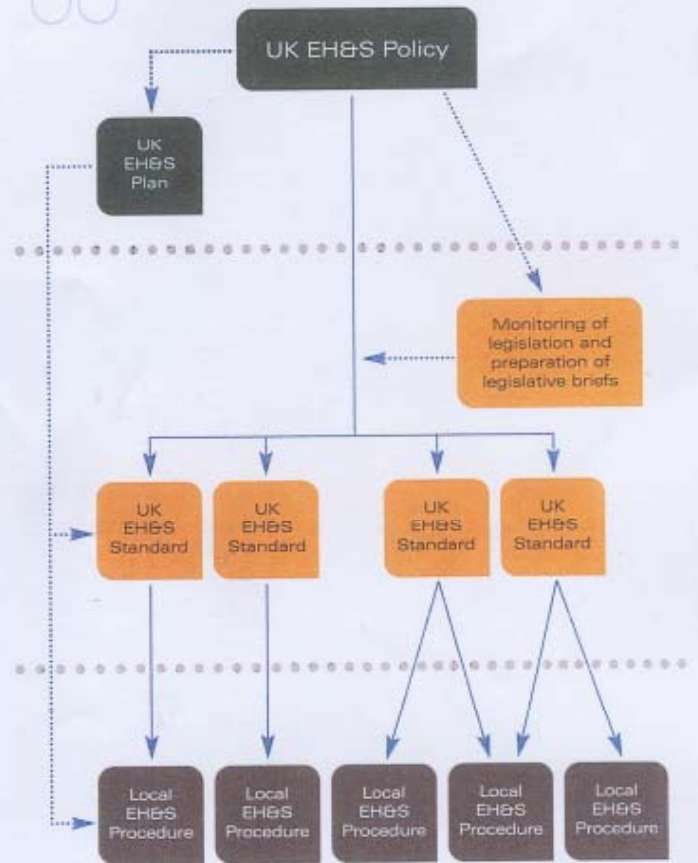 UK EH&S Policy
UK
EH&S
Plan
Monitoring of
legislation and
preparation of
legislative briefs
UK
EH&S
Standard
UK
EH&S
Standard
UK
EH&S
Standard
UK
EH&S
Standard
Local
EH&S
Procedure
Local
EH&S
Procedure
Local
EH&S
Procedure
Local
EH&S
Procedure
Local
EH&S
Procedure